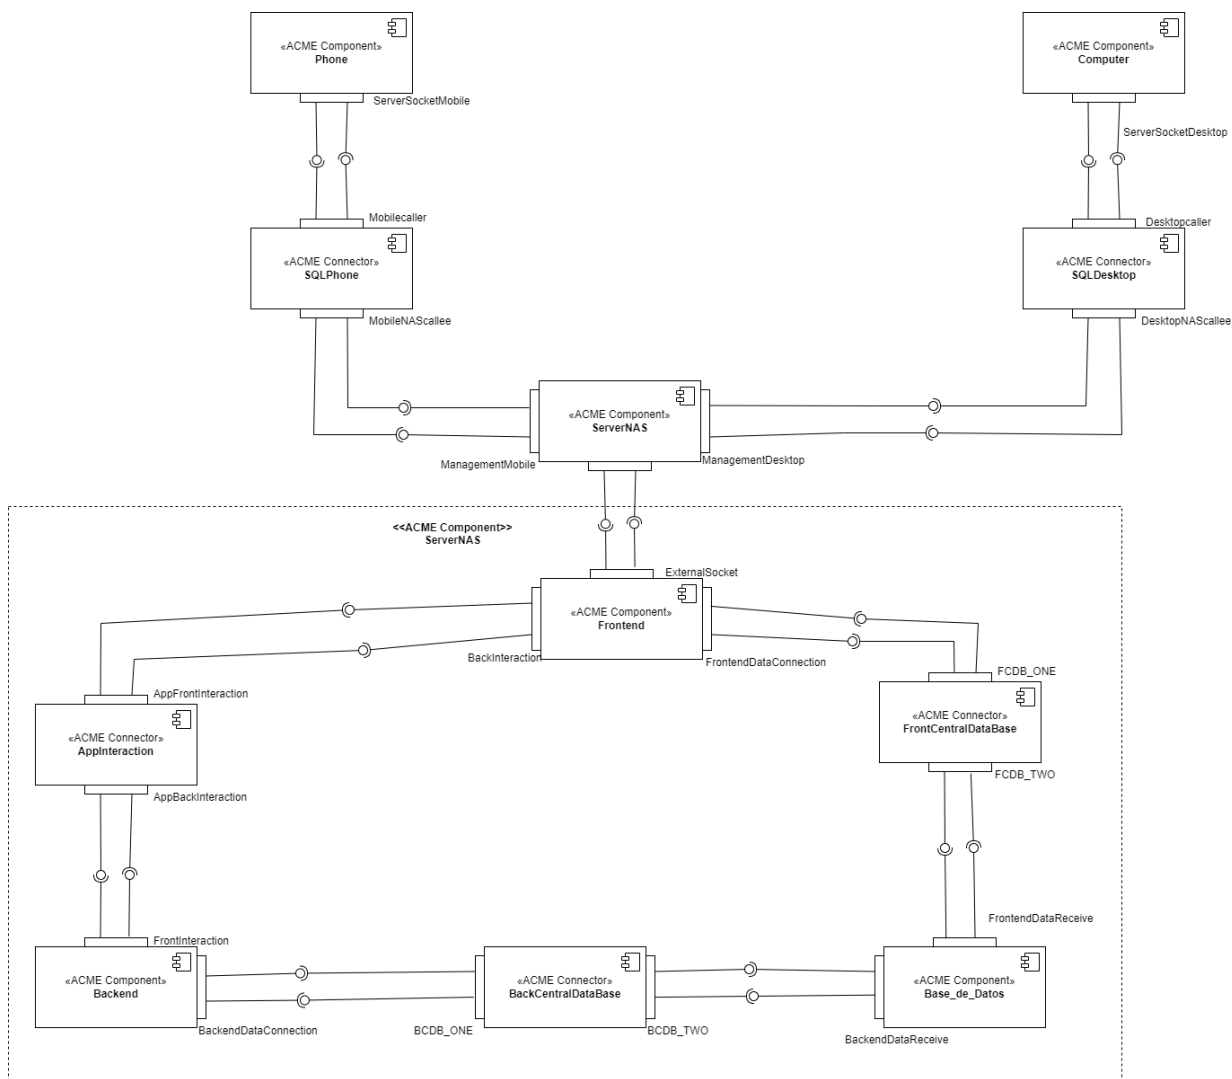 «ACME Component»
Phone
ServerSocketMobile
«ACME Component»
Computer
ServerSocketDesktop
Mobilecaller
«ACME Connector»
SQLPhone
MobileNAScallee
Desktopcaller
«ACME Connector»
SQLDesktop
DesktopNAScallee
«ACME Component»
ServerNAS
ManagementMobile
ManagementDesktop
<<ACME Component>>
ServerNAS
ExternalSocket
«ACME Component»
Frontend
BackInteraction
FrontendDataConnection
AppFrontInteraction
«ACME Connector»
AppInteraction
AppBackInteraction
FCDB_ONE
«ACME Connector»
FrontCentralDataBase
FCDB_TWO
FrontInteraction
«ACME Component»
Backend
BackendDataConnection
«ACME Connector»
BackCentralDataBase
BCDB_ONE
BCDB_TWO
FrontendDataReceive
«ACME Component»
Base_de_Datos
BackendDataReceive